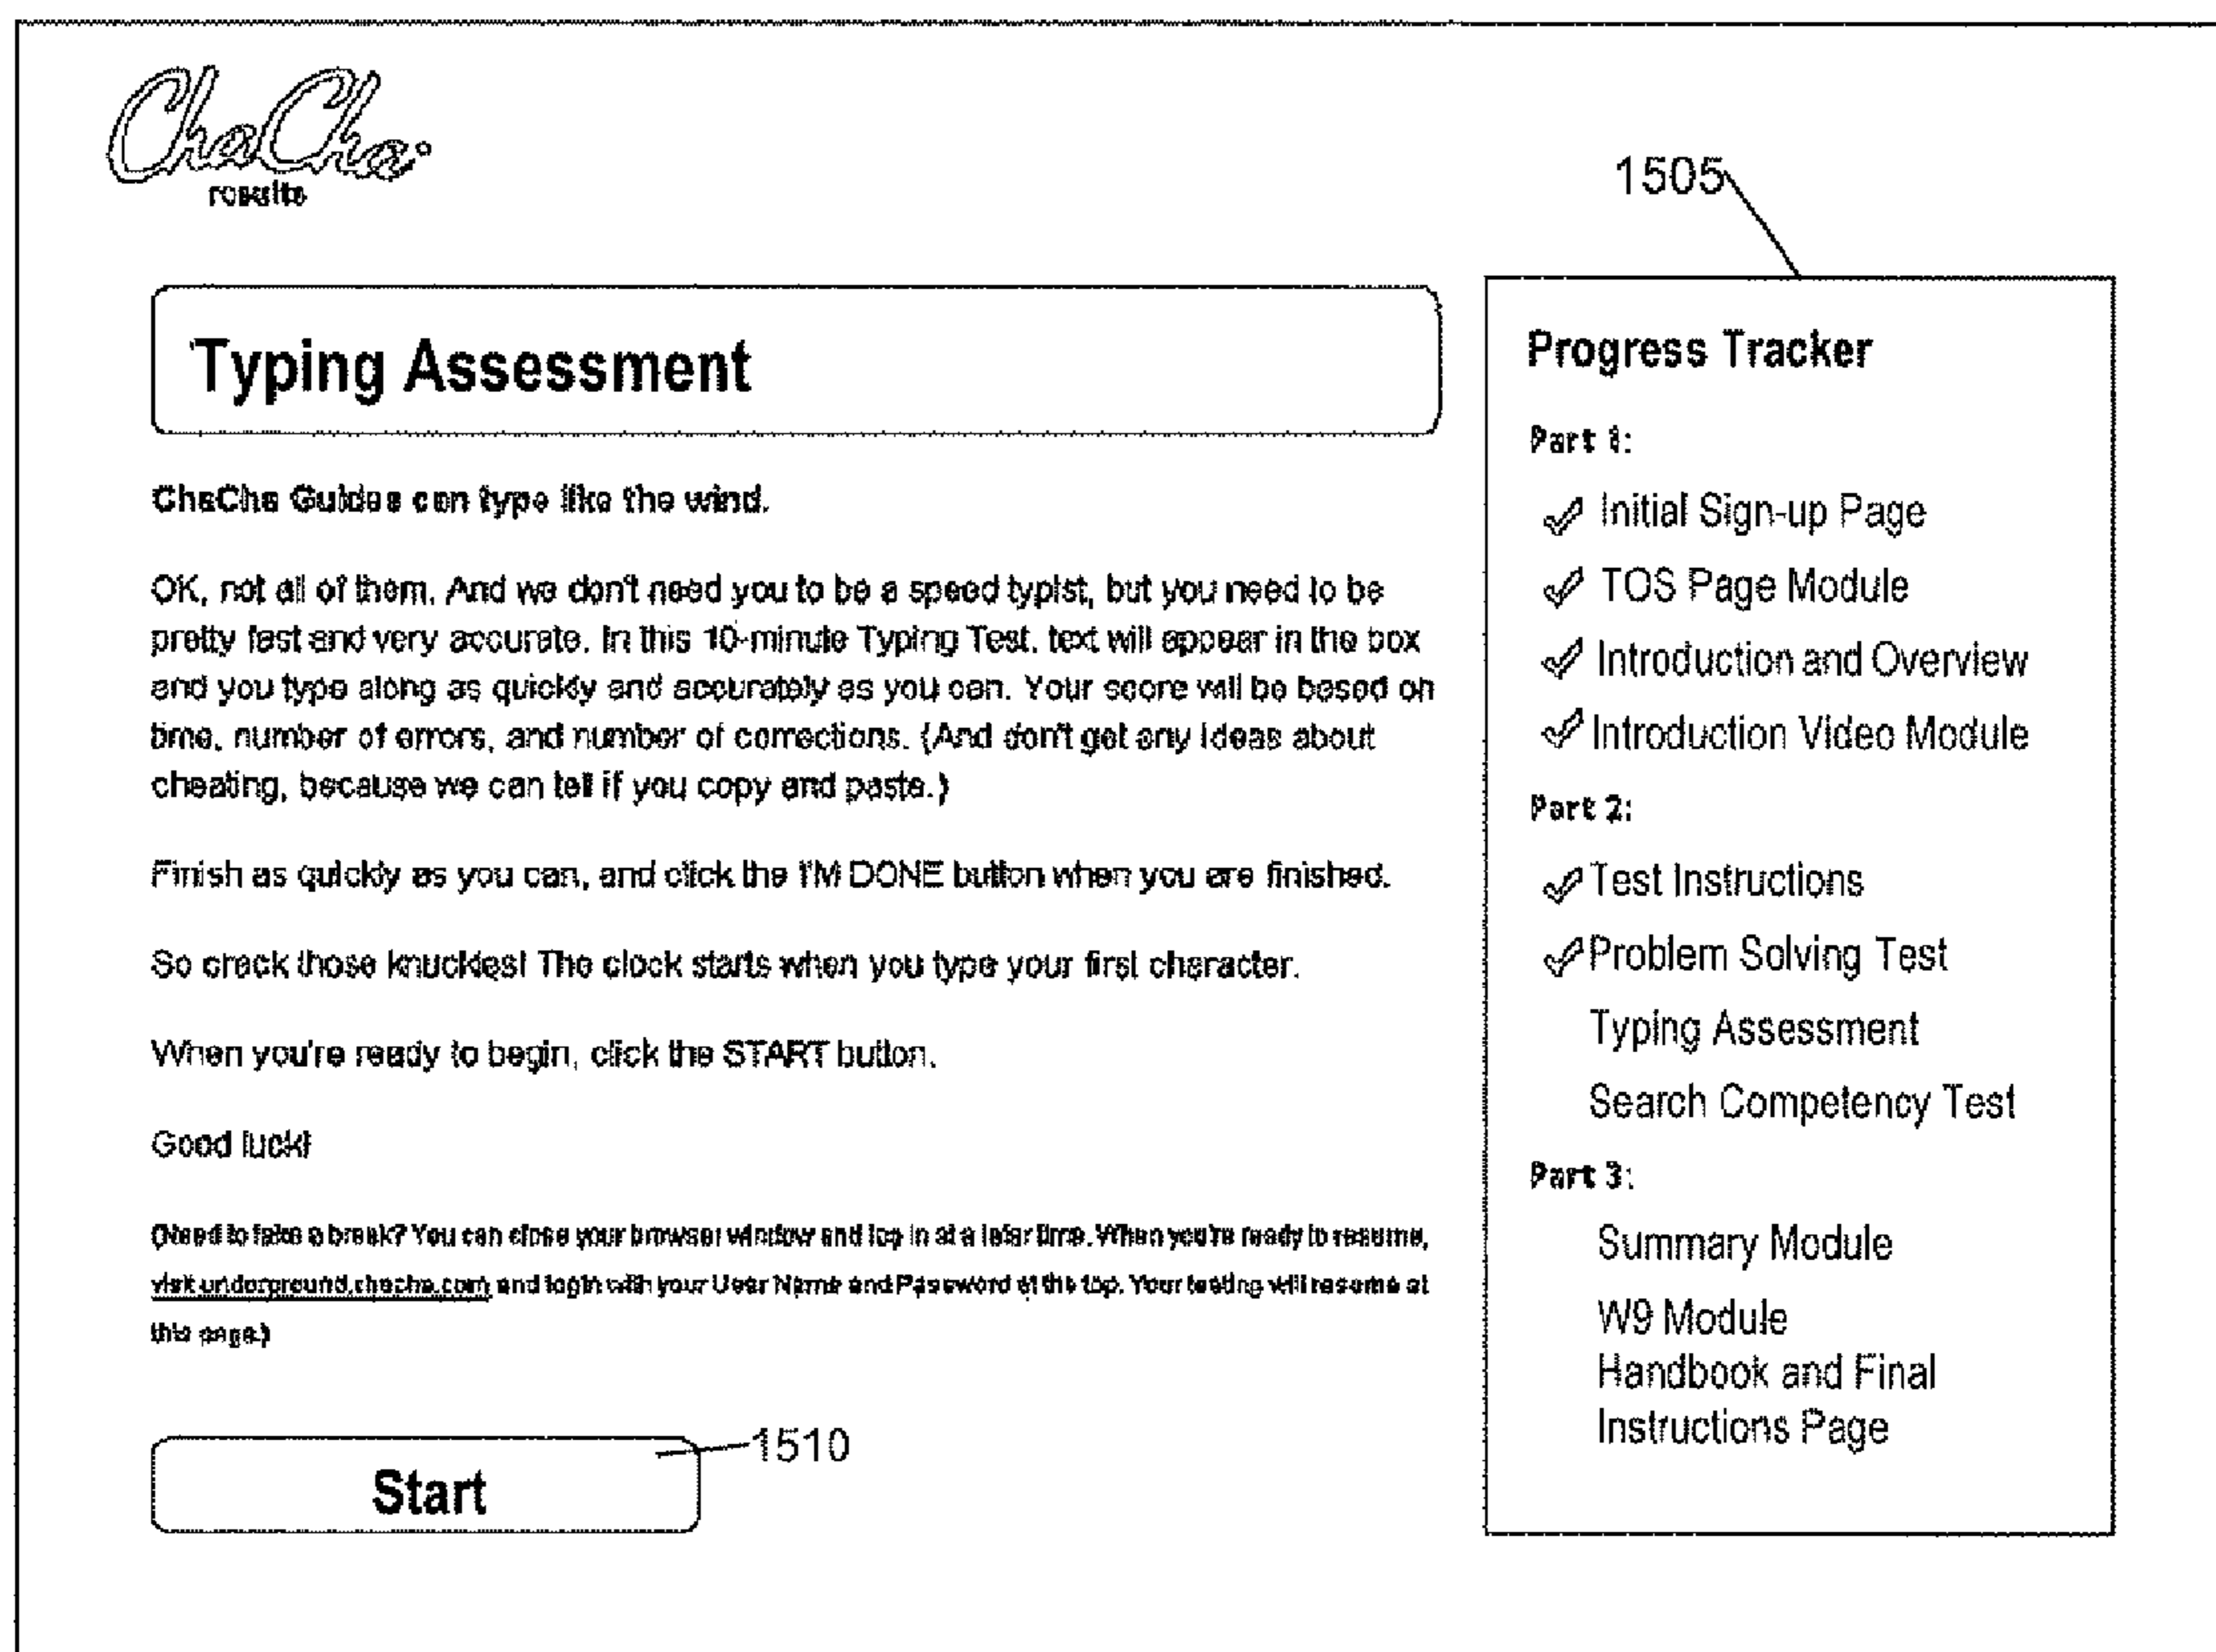 ChaCha
results
1505
Typing Assessment
ChaCha Guides can type like the wind.
OK, not all of them. And we don't need you to be a speed typist, but you need to be
pretty fast and very accurate. In this 10-minute Typing Test, text will appear in the box
and you type along as quickly and accurately as you can. Your score will be based on
time, number of errors, and number of corrections. (And don't get any ideas about
cheating, because we can tell if you copy and paste.)
Finish as quickly as you can, and click the I'M DONE button when you are finished.
So crack those knuckles! The clock starts when you type your first character.
When you're ready to begin, click the START button.
Good luck!
(Need to take a break? You can close your browser window and log in at a later time. When you're ready to resume,
visit underground.chacha.com and login with your User Name and Password at the top. Your testing will resume at
this page.)
Start
1510
Progress Tracker
Part 1:
Initial Sign-up Page
TOS Page Module
Introduction and Overview
Introduction Video Module
Part 2:
Test Instructions
Problem Solving Test
Typing Assessment
Search Competency Test
Part 3:
Summary Module
W9 Module
Handbook and Final
Instructions Page